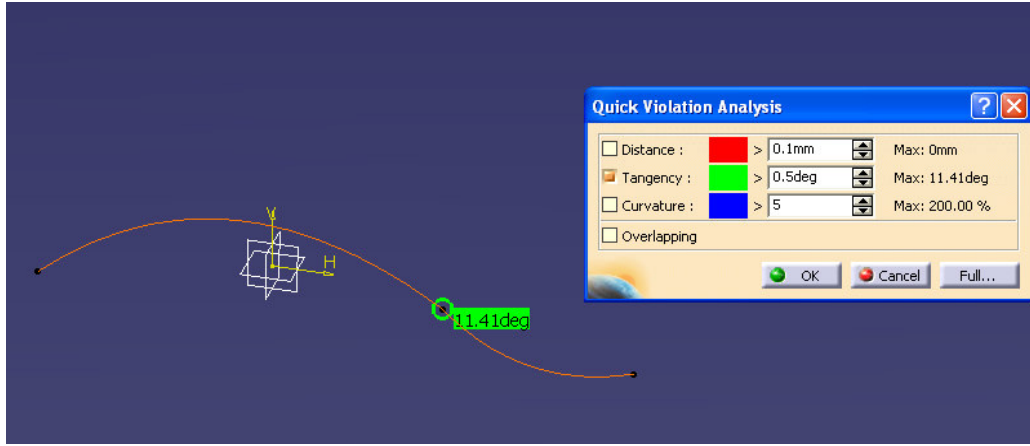 Quick Violation Analysis
Distance : > 0.1mm Max: 0mm
Tangency : > 0.5deg Max: 11.41deg
Curvature : > 5 Max: 200.00 %
Overlapping
OK Cancel Full...
V
H
11.41deg